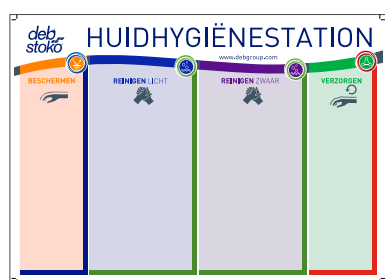 deb
stoko
HUIDHYGIËNESTATION
www.debgroup.com
BESCHERMEN
REINIGEN LICHT
REINIGEN ZWAAR
VERZORGEN